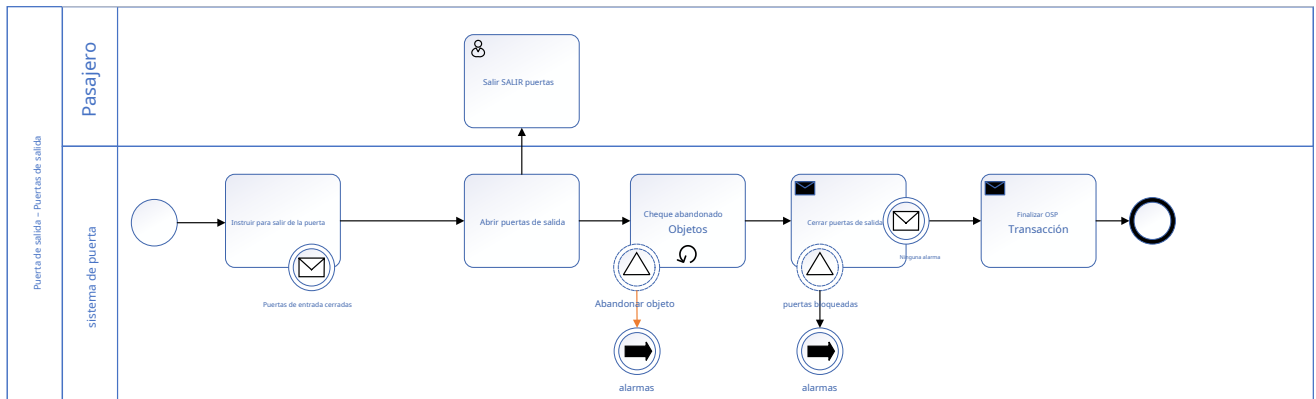 Puerta de salida – Puertas de salida
Pasajero
Salir SALIR puertas
sistema de puerta
Instruir para salir de la puerta
Puertas de entrada cerradas
Abrir puertas de salida
Cheque abandonado
Objetos
Abandonar objeto
alarmas
Cerrar puertas de salida
Ninguna alarma
puertas bloqueadas
alarmas
Finalizar OSP
Transacción